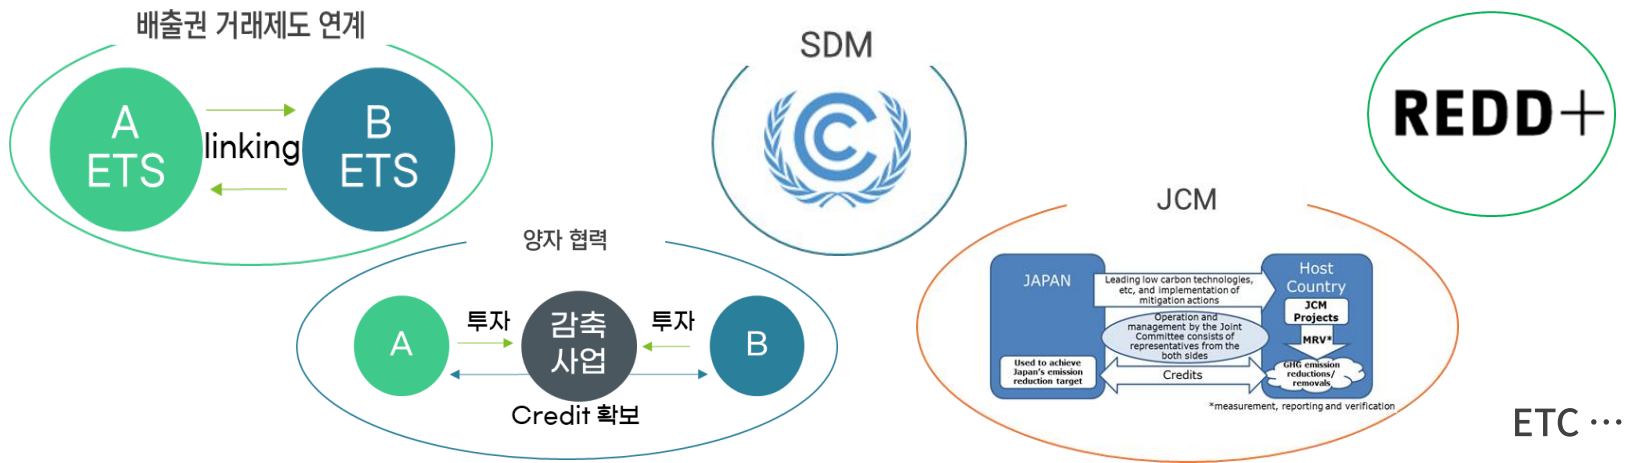 배출권 거래제도 연계
A
ETS
linking
B
ETS
SDM
REDD+
양자 협력
A
투자
감축
사업
투자
B
Credit 확보
JCM
JAPAN
Leading low carbon technologies,
etc, and implementation of
mitigation actions
Host
Country
JCM
Projects
Operation and
management by the Joint
Committee consists of
representatives from the
both sides
MRV*
Used to achieve
Japan's emission
reduction target
Credits
GHG emission
reductions/
removals
*measurement, reporting and verification
ETC ···